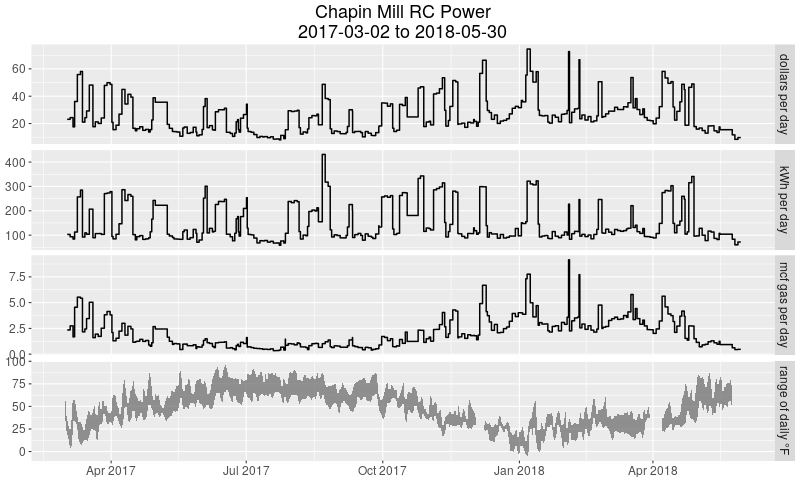 Chapin Mill RC Power
2017-03-02 to 2018-05-30
60
40
20
dollars per day
400
300
200
100
kWh per day
7.5
5.0
2.5
0.0
mcf gas per day
100
75
50
25
0
range of daily °F
Apr 2017
Jul 2017
Oct 2017
Jan 2018
Apr 2018